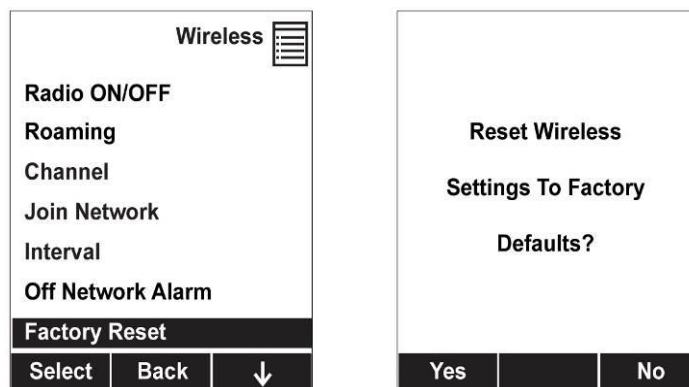 Wireless
Radio ON/OFF
Roaming
Channel
Join Network
Interval
Off Network Alarm
Factory Reset
Select Back ↓
Reset Wireless
Settings To Factory
Defaults?
Yes No